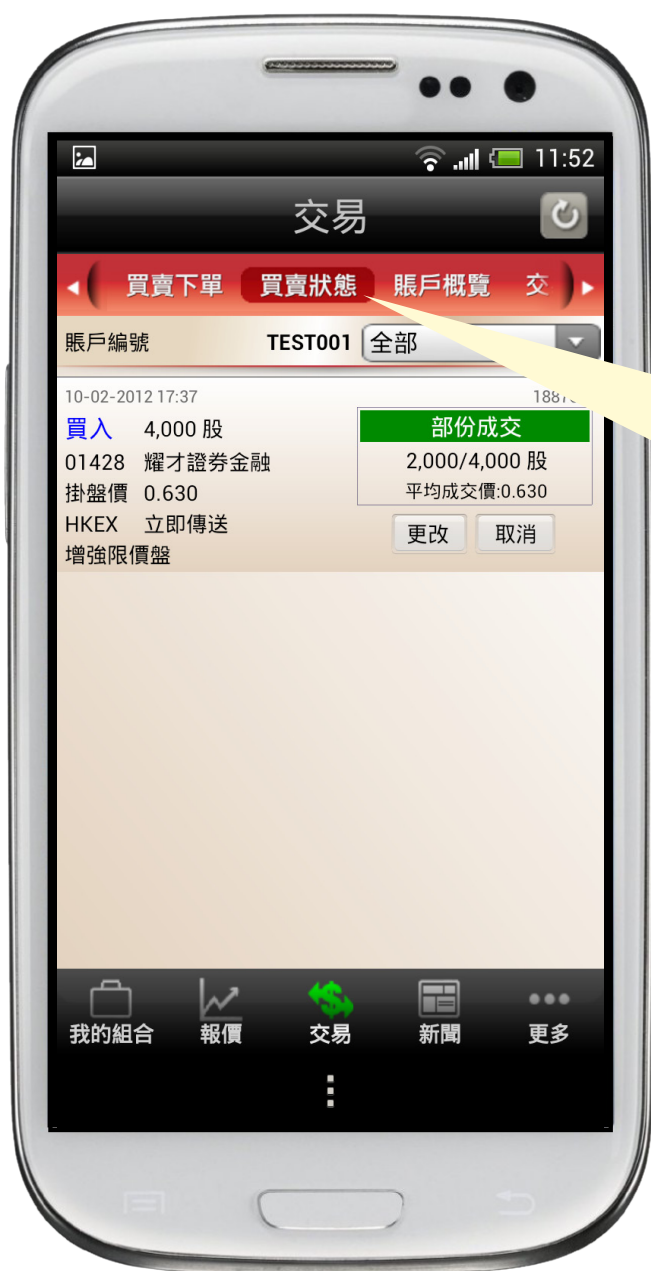 11:52
交易
買賣下單 買賣狀態 賬戶概覽 交
賬戶編號 TEST001 全部
10-02-2012 17:37
買入 4,000 股 部份成交
01428 耀才證券金融 2,000/4,000 股
掛盤價 0.630 平均成交價:0.630
HKEX 立即傳送 更改 取消
增強限價盤
我的組合 報價 交易 新聞 更多